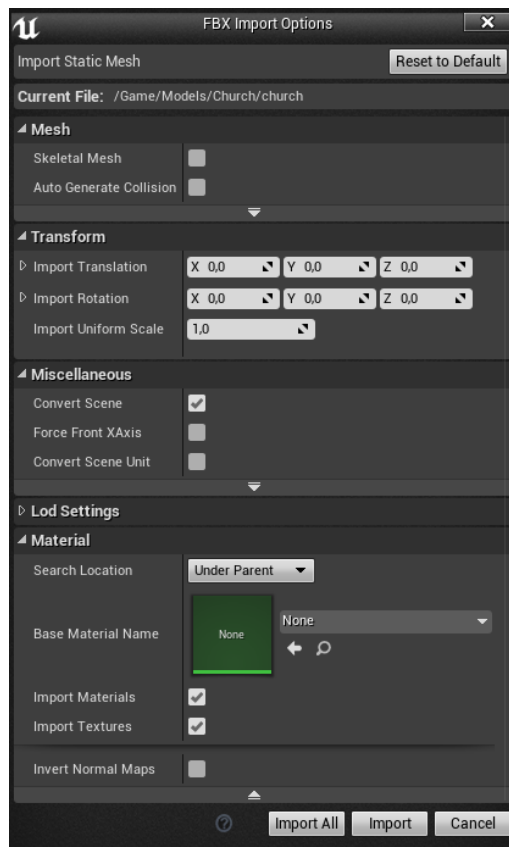 FBX Import Options
Import Static Mesh Reset to Default
Current File: /Game/Models/Church/church
Mesh
Skeletal Mesh
Auto Generate Collision
Transform
Import Translation X 0,0 Y 0,0 Z 0,0
Import Rotation X 0,0 Y 0,0 Z 0,0
Import Uniform Scale 1,0
Miscellaneous
Convert Scene
Force Front XAxis
Convert Scene Unit
Lod Settings
Material
Search Location Under Parent
None
Base Material Name None
Import Materials
Import Textures
Invert Normal Maps
Import All Import Cancel